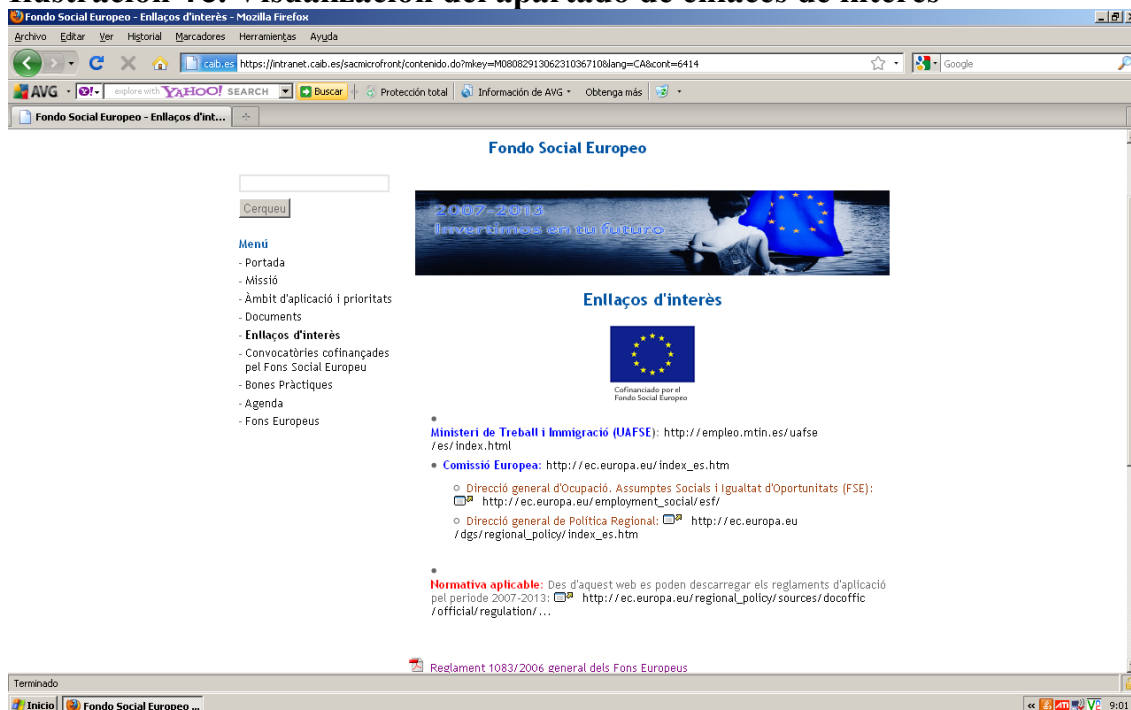 Ilustración 48: Visualización del apartado de enlaces de interés
Fondo Social Europeo - Enllaços d'interès - Mozilla Firefox
Archivo Editar Ver Historial Marcadores Herramientas Ayuda
caib.es https://intranet.caib.es/sacmicrofront/contenido.do?mkey=M0808291306231036710&lang=CA&cont=6414
Google
AVG explore with YAHOO! SEARCH Buscar Protección total Información de AVG Obtenga más
Fondo Social Europeo - Enllaços d'int...
Fondo Social Europeo
Cerqueu
2007-2013
Invertimos en tu futuro
Menú
- Portada
- Missió
- Àmbit d'aplicació i prioritats
- Documents
- Enllaços d'interès
- Convocatòries cofinançades
pel Fons Social Europeu
- Bones Pràctiques
- Agenda
- Fons Europeus
Enllaços d'interès
Cofinanciado por el
Fondo Social Europeo
Ministeri de Treball i Immigració (UAFSE): http://empleo.mtin.es/uafse
/es/index.html
Comissió Europea: http://ec.europa.eu/index_es.htm
Direcció general d'Ocupació. Assumptes Socials i Igualtat d'Oportunitats (FSE):
http://ec.europa.eu/employment_social/esf/
Direcció general de Política Regional: http://ec.europa.eu
/dgs/regional_policy/index_es.htm
Normativa aplicable: Des d'aquest web es poden descarregar els reglaments d'aplicació
pel periode 2007-2013: http://ec.europa.eu/regional_policy/sources/docoffic
/official/regulation/...
Reglament 1083/2006 general dels Fons Europeus
Terminado
Inicio Fondo Social Europeo ... 9:01